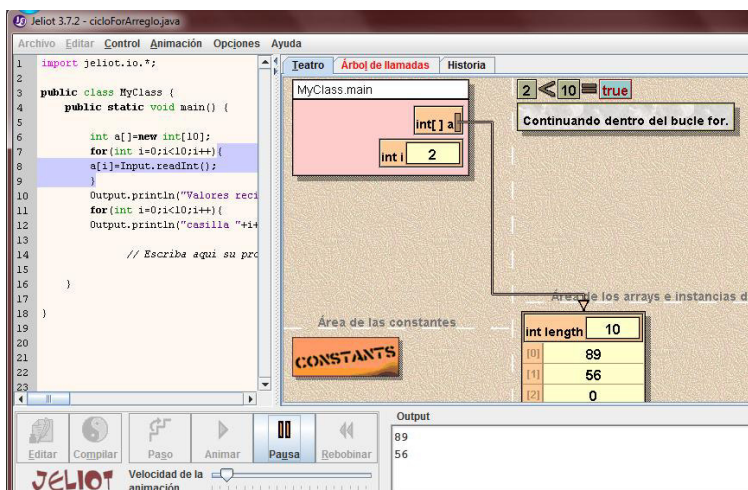 Jeliot 3.7.2 - cicloForArreglo.java
Archivo Editar Control Animación Opciones Ayuda
1 import jeliot.io.*;
2
3 public class MyClass {
4 public static void main() {
5
6 int a[]=new int[10];
7 for(int i=0;i<10;i++){
8 a[i]=Input.readInt();
9 }
10 Output.println("Valores reci
11 for(int i=0;i<10;i++){
12 Output.println("casilla "+i+
13
14 // Escriba aqui su pro
15
16 }
17
18 }
19
20
21
22
23
Teatro Árbol de llamadas Historia
MyClass.main
int[ ] a
int i 2
2 < 10 = true
Continuando dentro del bucle for.
Área de las constantes
CONSTANTS
Área de los arrays e instancias d
int length 10
[0] 89
[1] 56
[2] 0
Editar Compilar Paso Animar Pausa Rebobinar
JELIOT
Velocidad de la
animación
Output
89
56